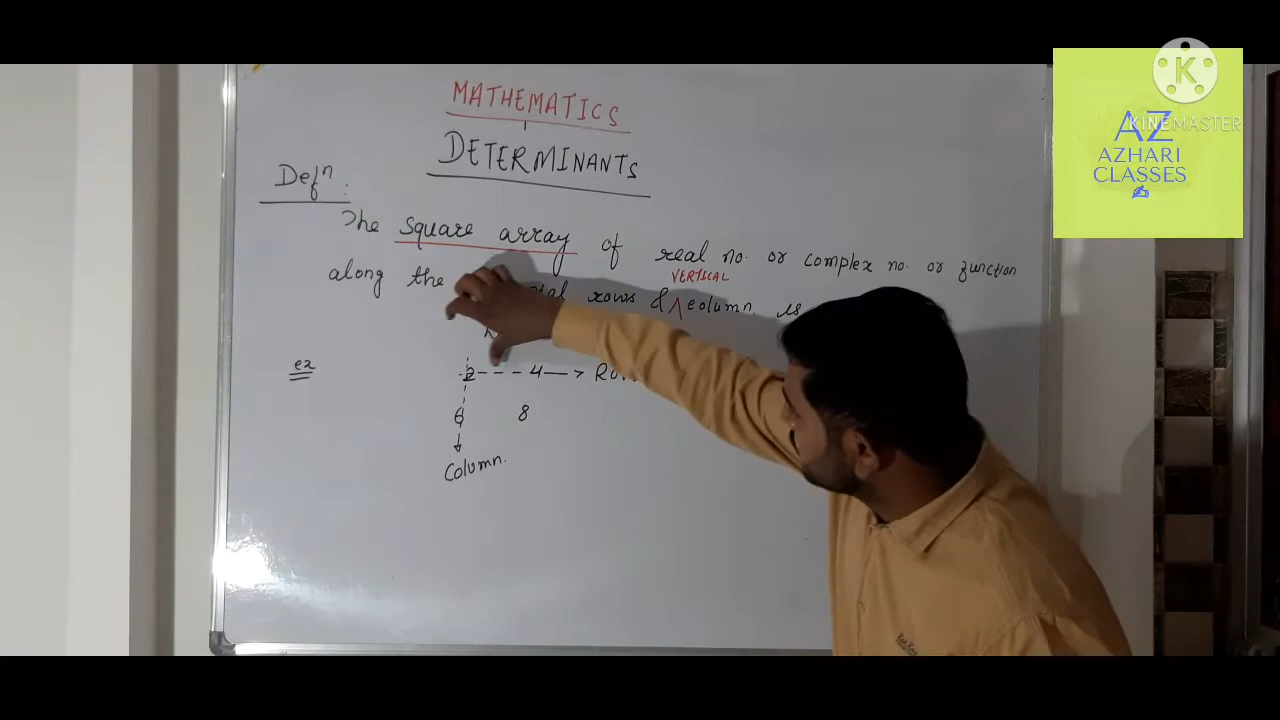 MATHEMATICS
DETERMINANTS
Defⁿ:
The square array of real no. or complex no. or function
VERTICAL
along the rows & ∧ column is
ex
2 - - - 4 —> Row
6 8
Column.
K
KINEMASTER
AZ
AZHARI
CLASSES